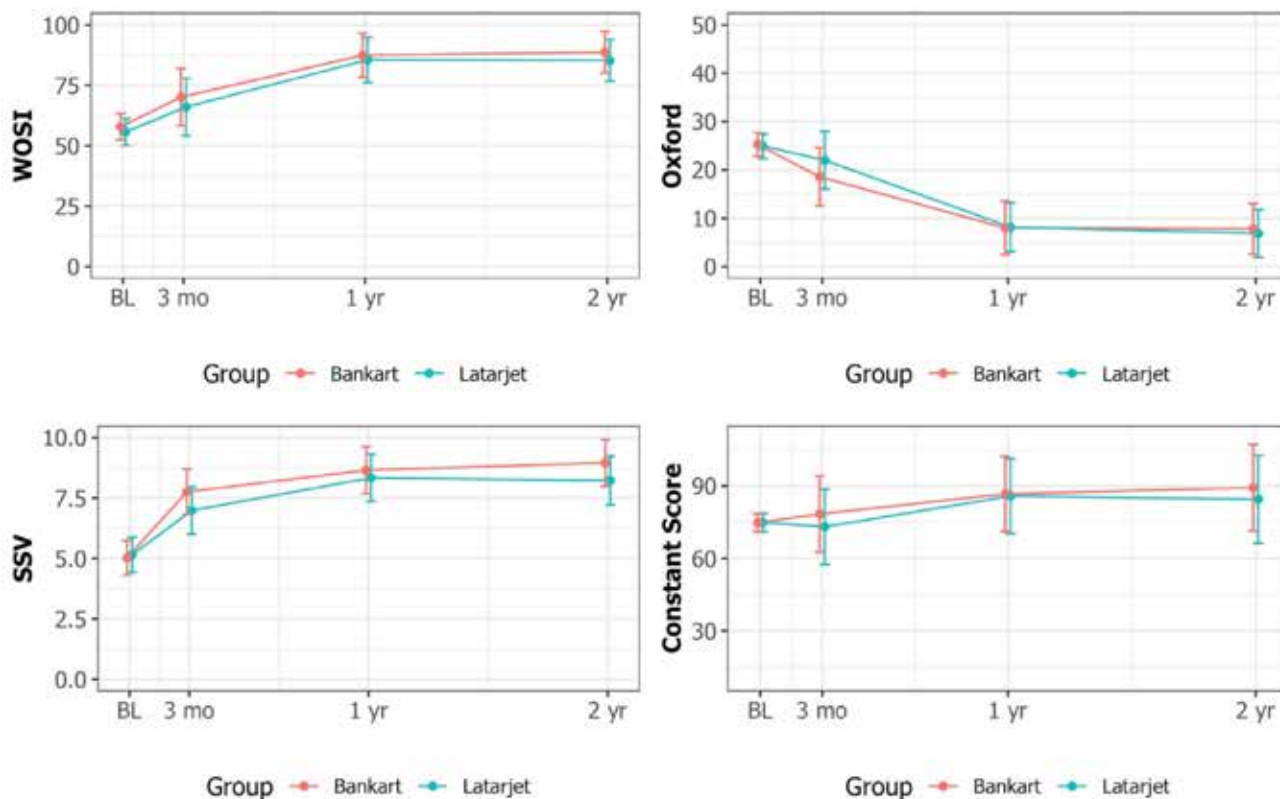 WOSI
100
75
50
25
0
BL 3 mo 1 yr 2 yr
Group Bankart Latarjet
Oxford
50
40
30
20
10
0
BL 3 mo 1 yr 2 yr
Group Bankart Latarjet
SSV
10.0
7.5
5.0
2.5
0.0
BL 3 mo 1 yr 2 yr
Group Bankart Latarjet
Constant Score
90
60
30
BL 3 mo 1 yr 2 yr
Group Bankart Latarjet